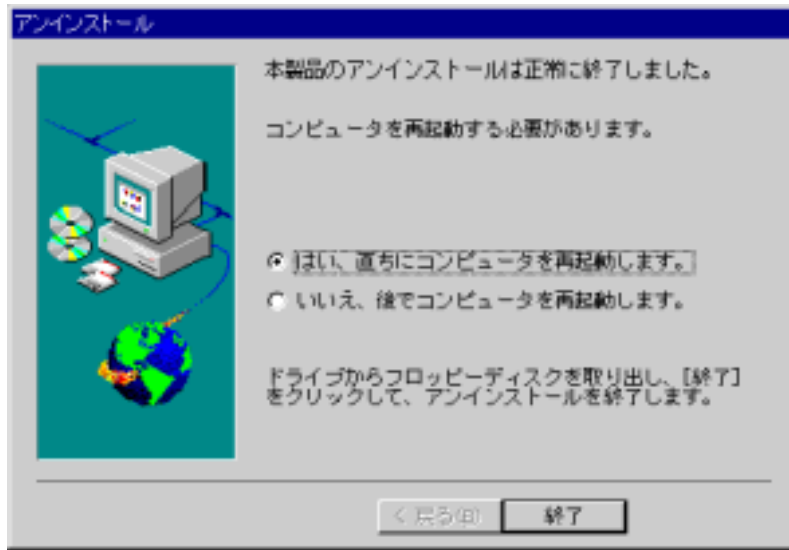 アンインストール
本製品のアンインストールは正常に終了しました。
コンピュータを再起動する必要があります。
はい、直ちにコンピュータを再起動します。
いいえ、後でコンピュータを再起動します。
ドライブからフロッピーディスクを取り出し、[終了]
をクリックして、アンインストールを終了します。
< 戻る(B)
終了